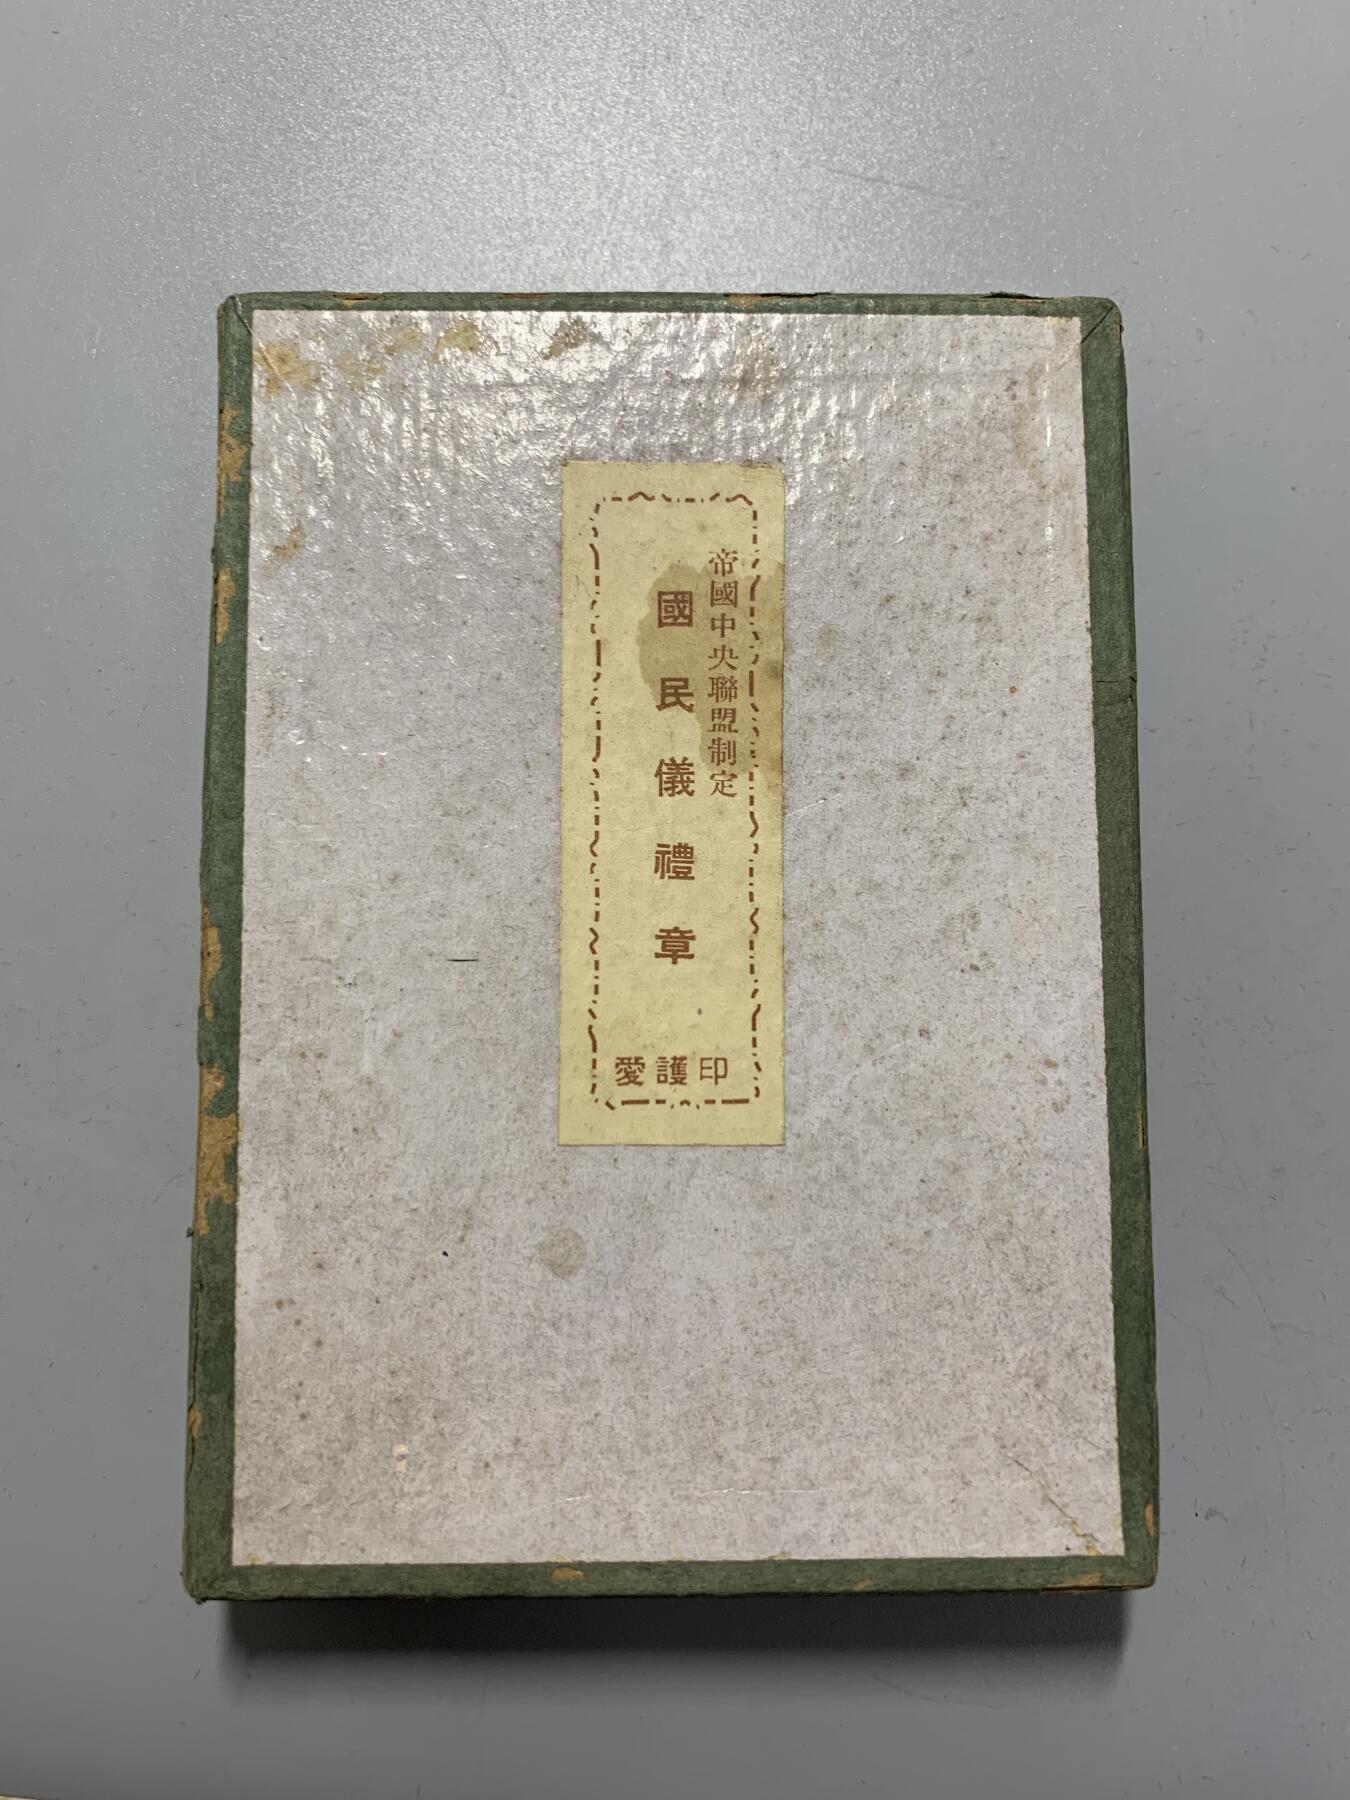 帝國中央聯盟制定
國民儀禮章
愛護印